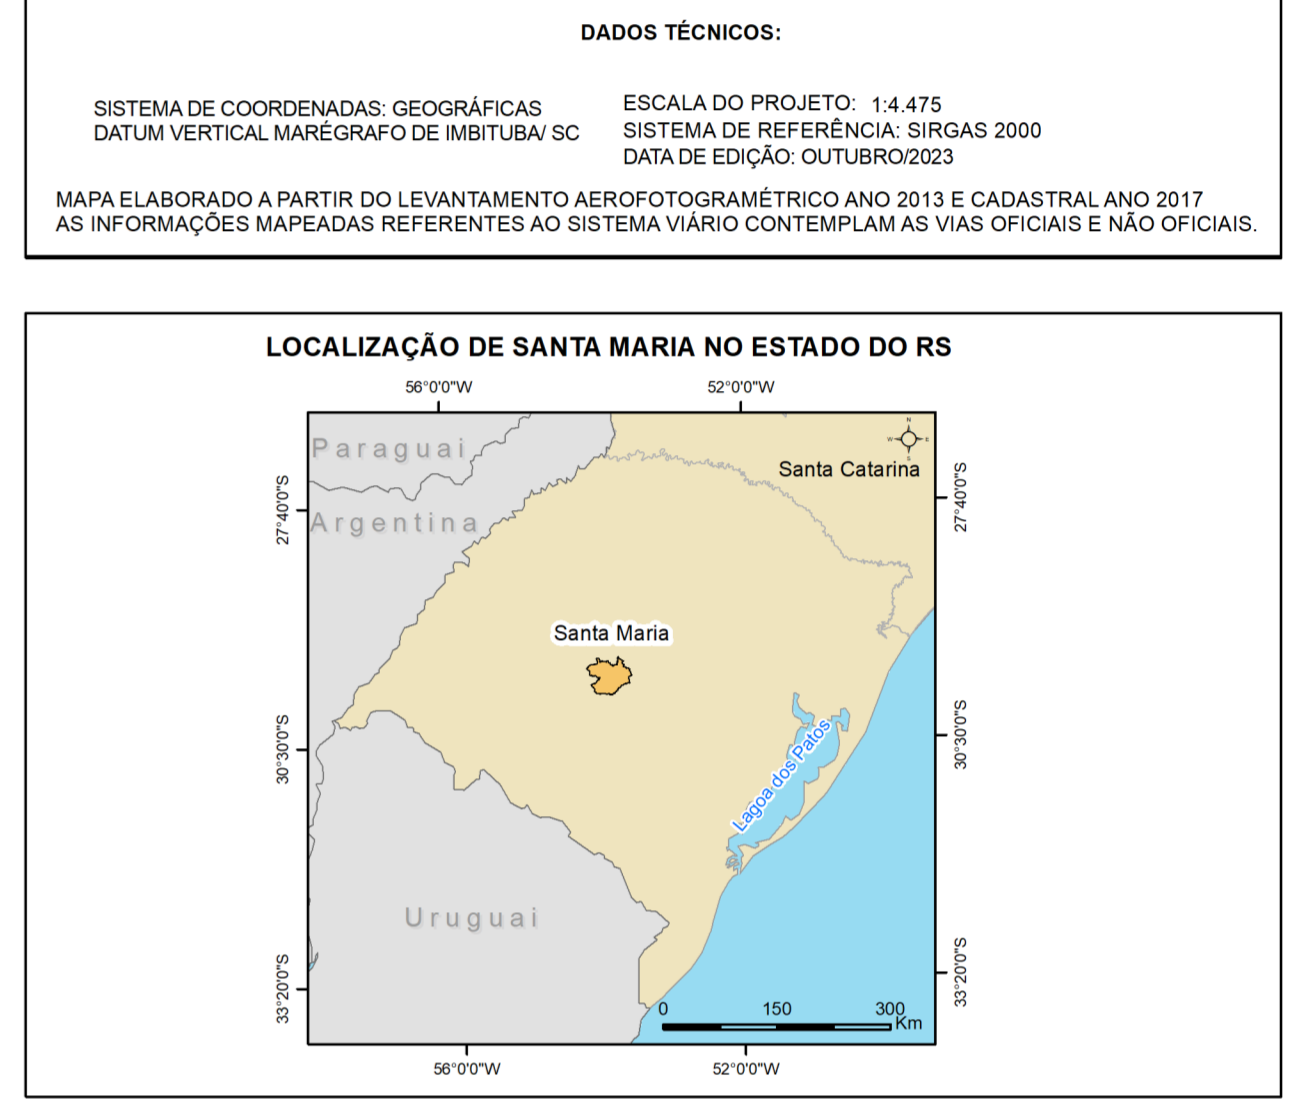 DADOS TÉCNICOS:
SISTEMA DE COORDENADAS: GEOGRÁFICAS
DATUM VERTICAL MARÉGRAFO DE IMBITUBA/ SC
ESCALA DO PROJETO: 1:4.475
SISTEMA DE REFERÊNCIA: SIRGAS 2000
DATA DE EDIÇÃO: OUTUBRO/2023
MAPA ELABORADO A PARTIR DO LEVANTAMENTO AEROFOTOGRAMÉTRICO ANO 2013 E CADASTRAL ANO 2017
AS INFORMAÇÕES MAPEADAS REFERENTES AO SISTEMA VIÁRIO CONTEMPLAM AS VIAS OFICIAIS E NÃO OFICIAIS.
LOCALIZAÇÃO DE SANTA MARIA NO ESTADO DO RS
56°0'0"W
52°0'0"W
N
W
E
S
Paraguai
Santa Catarina
27°40'0"S
27°40'0"S
Argentina
Santa Maria
30°30'0"S
30°30'0"S
Lagoa dos Patos
Uruguai
33°20'0"S
33°20'0"S
0
150
300
Km
56°0'0"W
52°0'0"W